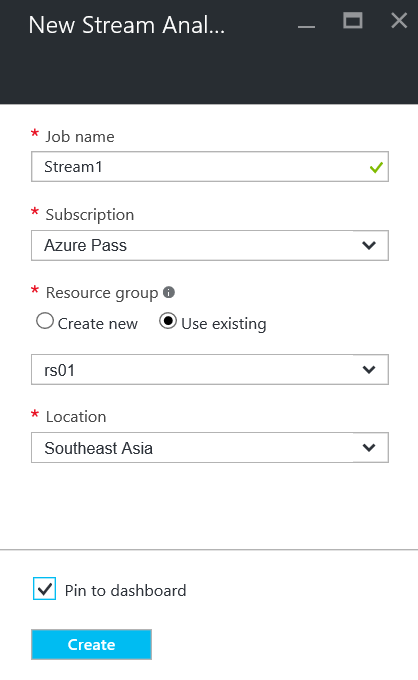 New Stream Anal...
* Job name
Stream1
* Subscription
Azure Pass
* Resource group
Create new Use existing
rs01
* Location
Southeast Asia
Pin to dashboard
Create